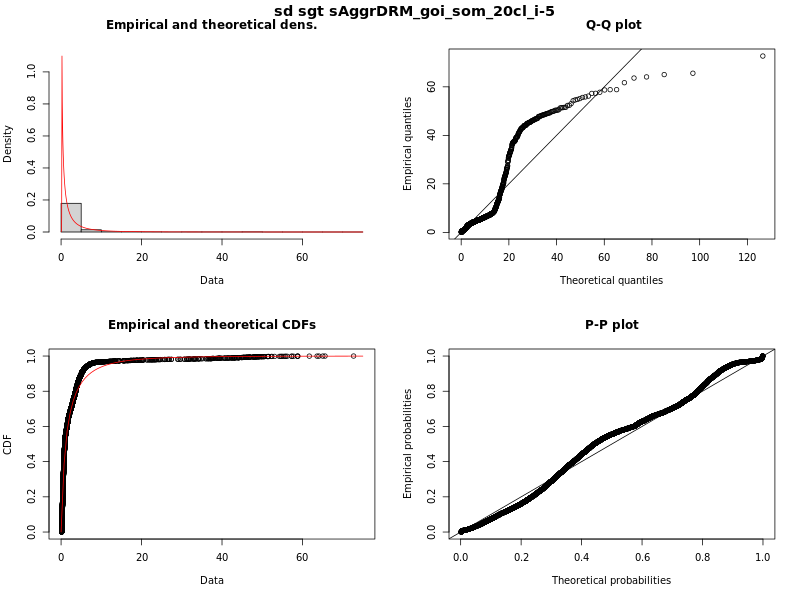 sd sgt sAggrDRM_goi_som_20cl_i-5
Empirical and theoretical dens.
Density
0.0 0.2 0.4 0.6 0.8 1.0
0 20 40 60
Data
Q-Q plot
Empirical quantiles
0 20 40 60
0 20 40 60 80 100 120
Theoretical quantiles
Empirical and theoretical CDFs
CDF
0.0 0.2 0.4 0.6 0.8 1.0
0 20 40 60
Data
P-P plot
Empirical probabilities
0.0 0.2 0.4 0.6 0.8 1.0
0.0 0.2 0.4 0.6 0.8 1.0
Theoretical probabilities